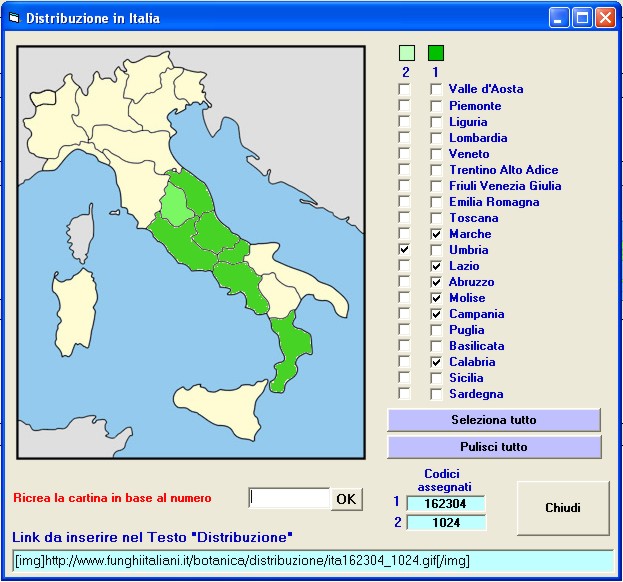 Distribuzione in Italia
2 1
Valle d'Aosta
Piemonte
Liguria
Lombardia
Veneto
Trentino Alto Adice
Friuli Venezia Giulia
Emilia Romagna
Toscana
Marche
Umbria
Lazio
Abruzzo
Molise
Campania
Puglia
Basilicata
Calabria
Sicilia
Sardegna
Seleziona tutto
Pulisci tutto
Codici
assegnati
Ricrea la cartina in base al numero OK
1 162304
2 1024
Chiudi
Link da inserire nel Testo "Distribuzione"
[img]http://www.funghiitaliani.it/botanica/distribuzione/ita162304_1024.gif[/img]